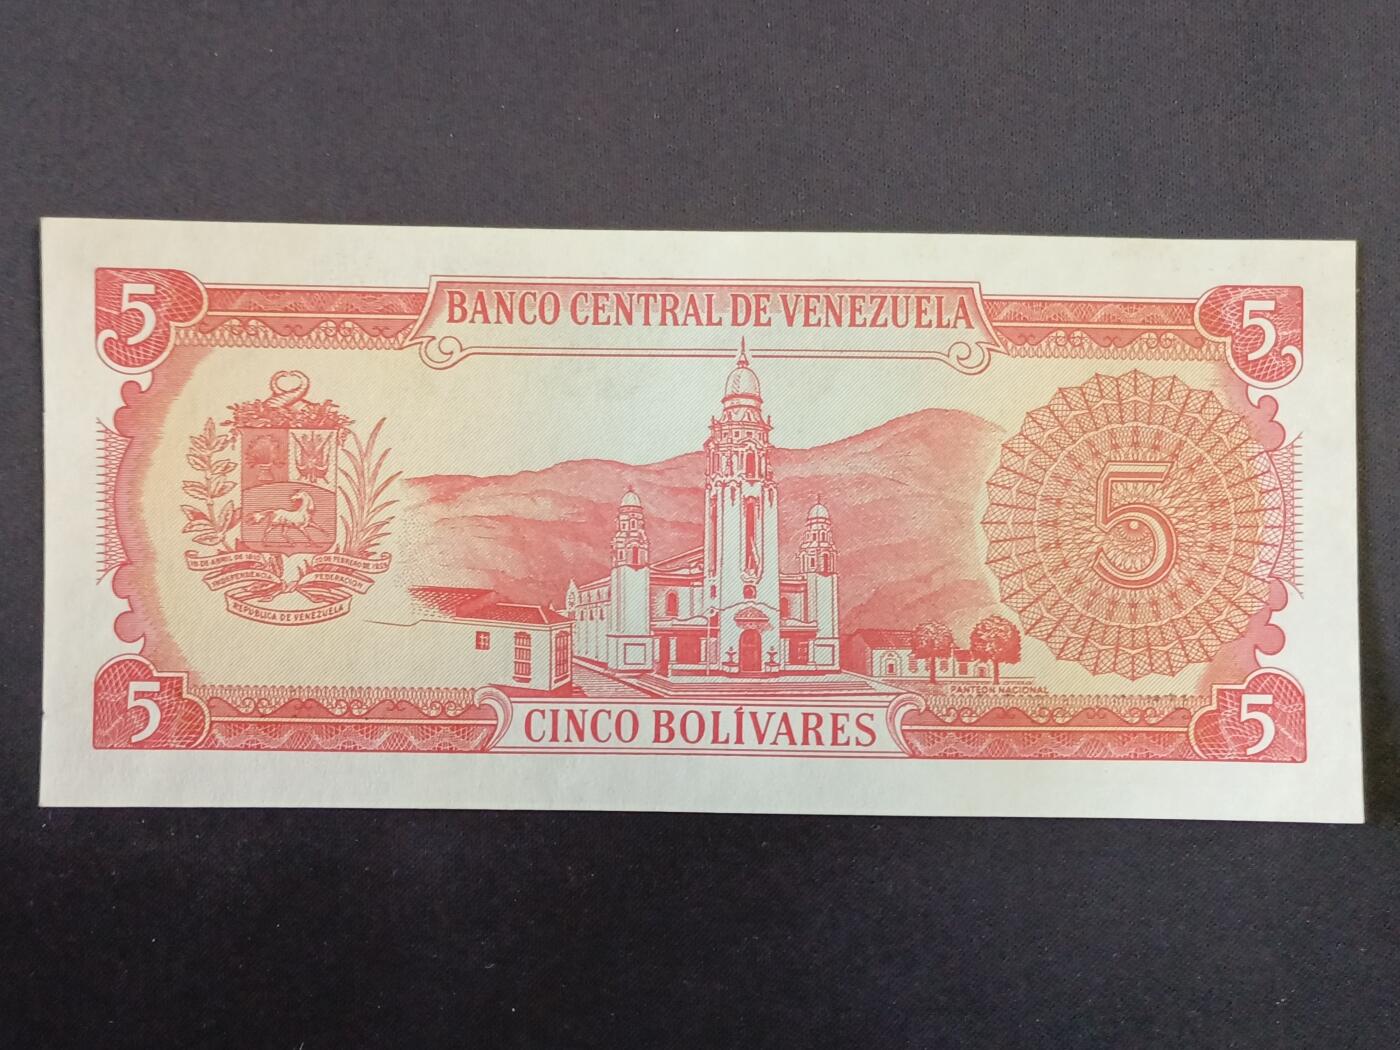 5
BANCO CENTRAL DE VENEZUELA
5
19 DE ABRIL DE 1810
20 DE FEBRERO DE 1859
INDEPENDENCIA
FEDERACION
REPUBLICA DE VENEZUELA
5
PANTEÓN NACIONAL
5
CINCO BOLÍVARES
5